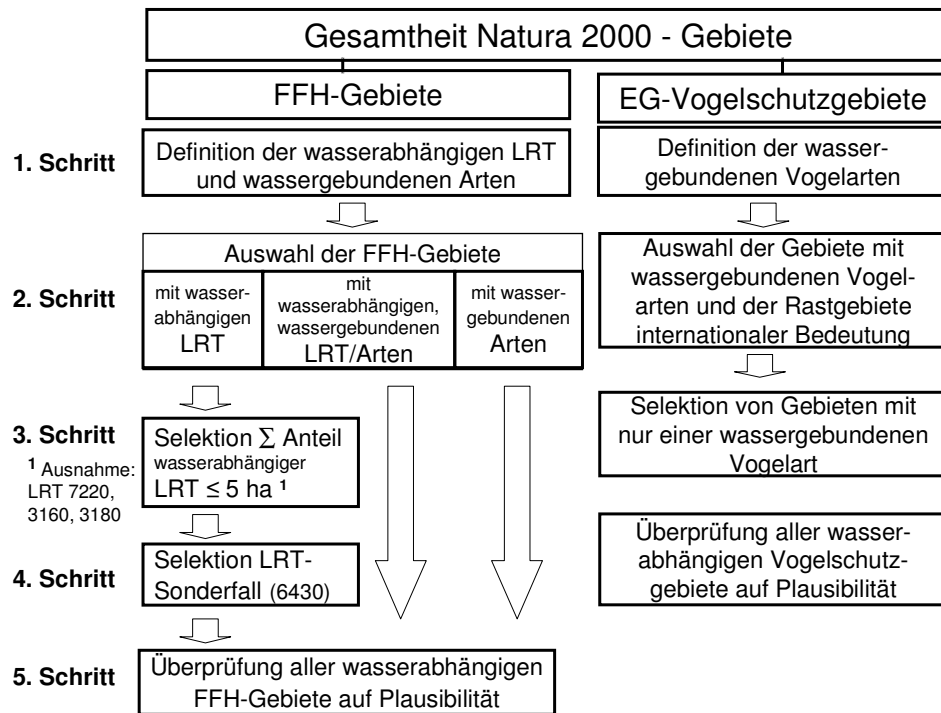 Gesamtheit Natura 2000 - Gebiete
FFH-Gebiete
EG-Vogelschutzgebiete
1. Schritt
Definition der wasserabhängigen LRT
und wassergebundenen Arten
Definition der wasser-
gebundenen Vogelarten
2. Schritt
Auswahl der FFH-Gebiete
mit wasser-
abhängigen
LRT
mit
wasserabhängigen,
wassergebundenen
LRT/Arten
mit wasser-
gebundenen
Arten
Auswahl der Gebiete mit
wassergebundenen Vogel-
arten und der Rastgebiete
internationaler Bedeutung
3. Schritt
¹ Ausnahme:
LRT 7220,
3160, 3180
Selektion ∑ Anteil
wasserabhängiger
LRT ≤ 5 ha ¹
Selektion von Gebieten mit
nur einer wassergebundenen
Vogelart
4. Schritt
Selektion LRT-
Sonderfall (6430)
Überprüfung aller wasser-
abhängigen Vogelschutz-
gebiete auf Plausibilität
5. Schritt
Überprüfung aller wasserabhängigen
FFH-Gebiete auf Plausibilität